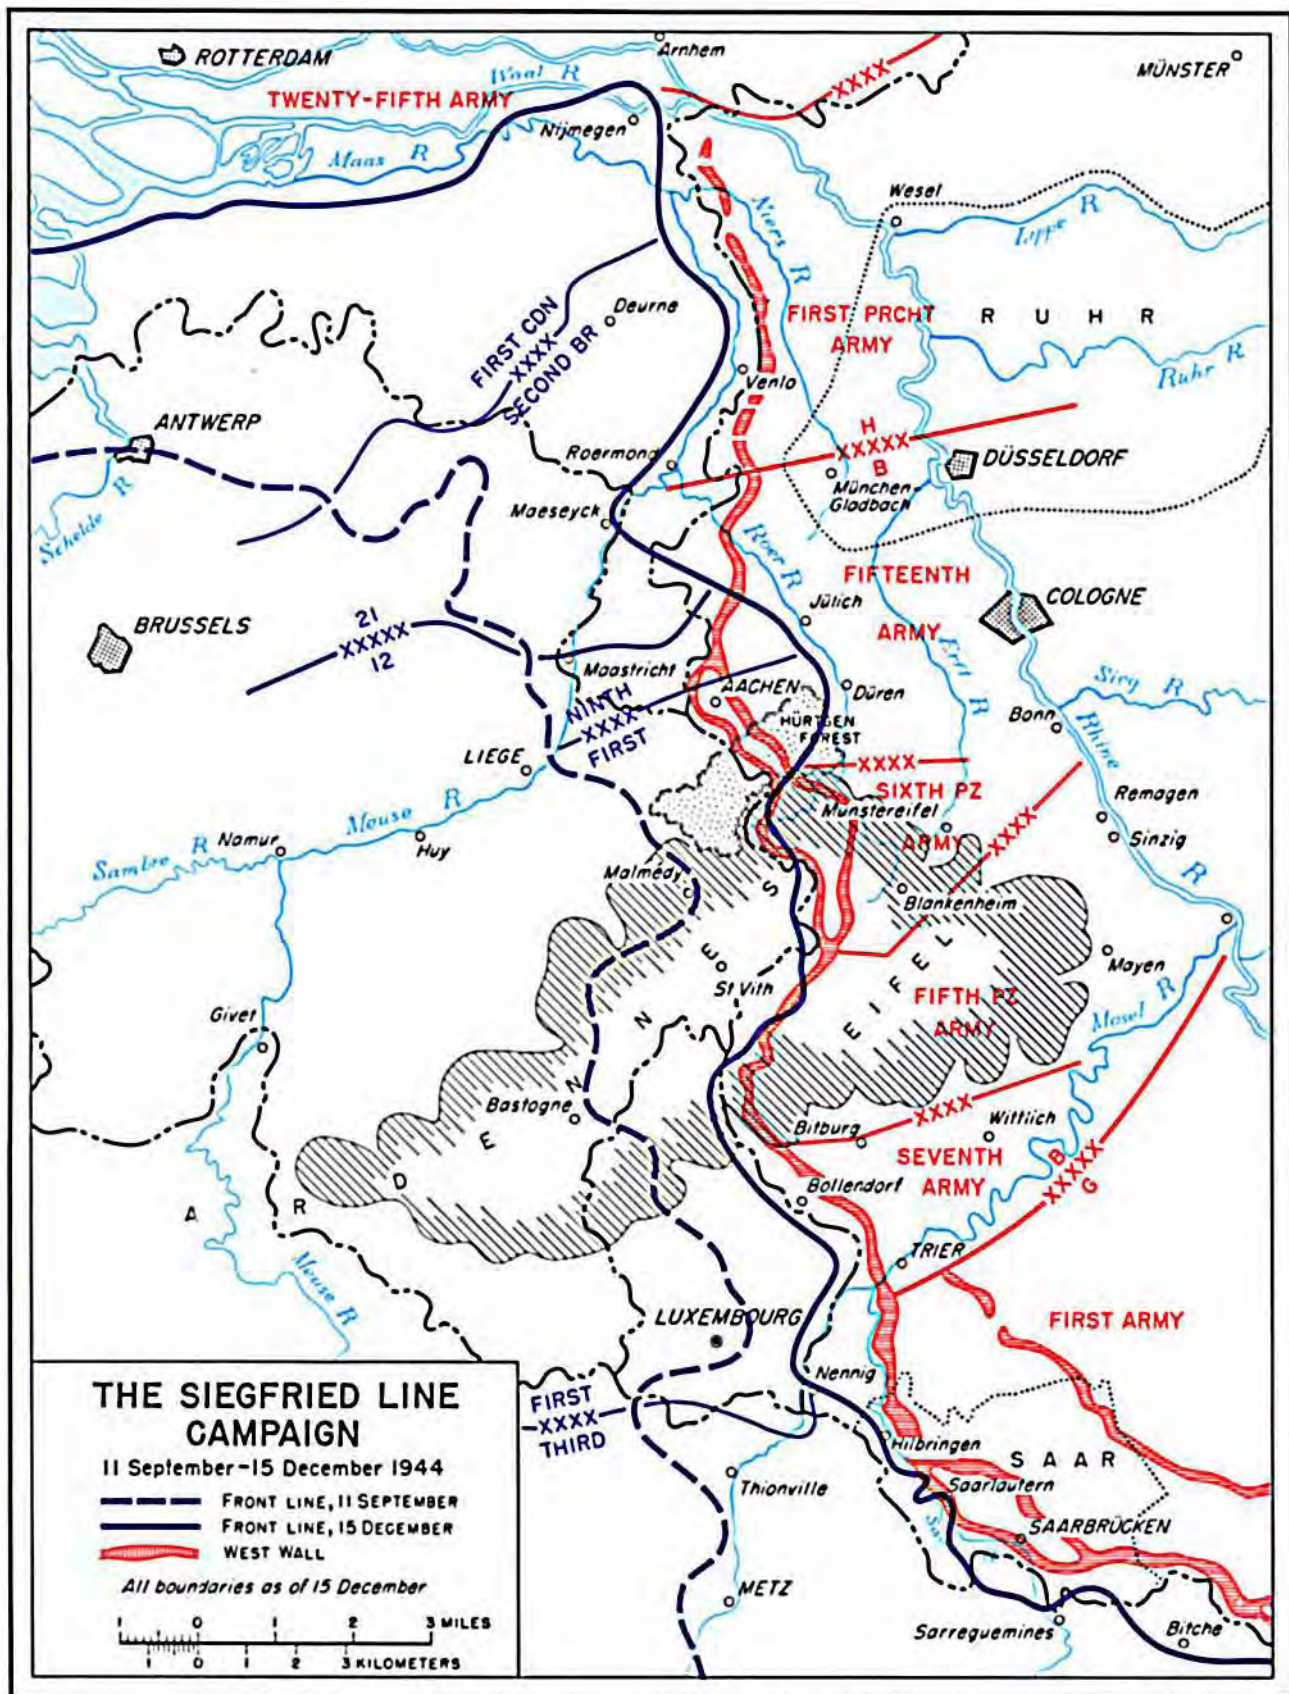 ROTTERDAM
Arnhem
MÜNSTER
Waal R
XXXX
TWENTY-FIFTH ARMY
Nijmegen
Maas R
Wesel
Lippe R
Niers R
Deurne
FIRST CDN
XXXX
SECOND BR
FIRST PRCHT
ARMY
RUHR
Ruhr R
Venlo
ANTWERP
H
XXXXX
B
Roermond
DÜSSELDORF
München-
Gladbach
Maeseyck
Schelde R
Roer R
FIFTEENTH
ARMY
Jülich
COLOGNE
BRUSSELS
21
XXXXX
12
Erft R
Maastricht
AACHEN
Düren
Sieg R
NINTH
XXXX
FIRST
HÜRTGEN
FOREST
Bonn
Rhine R
LIEGE
XXXX
SIXTH PZ
ARMY
Remagen
Munstereifel
Sinzig
XXXX
Meuse R
Namur
Huy
Sambre R
Malmedy
Blankenheim
St Vith
EIFEL
Mayen
FIFTH PZ
ARMY
Mosel R
Givet
Bastogne
XXXX
Bitburg
Wittlich
SEVENTH
ARMY
B
XXXXX
G
ARDENNES
Bollendorf
TRIER
Meuse R
LUXEMBOURG
FIRST ARMY
Nennig
FIRST
XXXX
THIRD
Hilbringen
SAAR
Saarlautern
Thionville
SAARBRÜCKEN
METZ
Sarreguemines
Bitche
THE SIEGFRIED LINE
CAMPAIGN
11 September-15 December 1944
FRONT LINE, 11 SEPTEMBER
FRONT LINE, 15 DECEMBER
WEST WALL
All boundaries as of 15 December
1 0 1 2 3 MILES
1 0 1 2 3 KILOMETERS